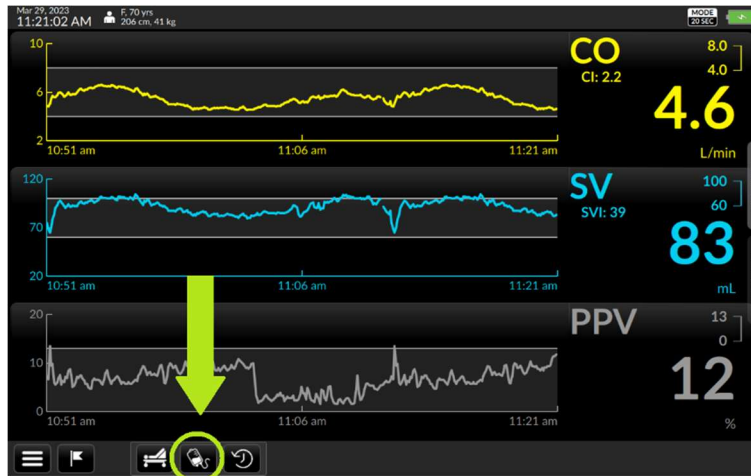 Mar 29, 2023
11:21:02 AM
F, 70 yrs
206 cm, 41 kg
MODE
20 SEC
10
6
2
10:51 am
11:06 am
11:21 am
CO
CI: 2.2
8.0
4.0
4.6
L/min
120
70
20
10:51 am
11:06 am
11:21 am
SV
SVI: 39
100
60
83
mL
20
10
0
10:51 am
11:06 am
11:21 am
PPV
13
0
12
%